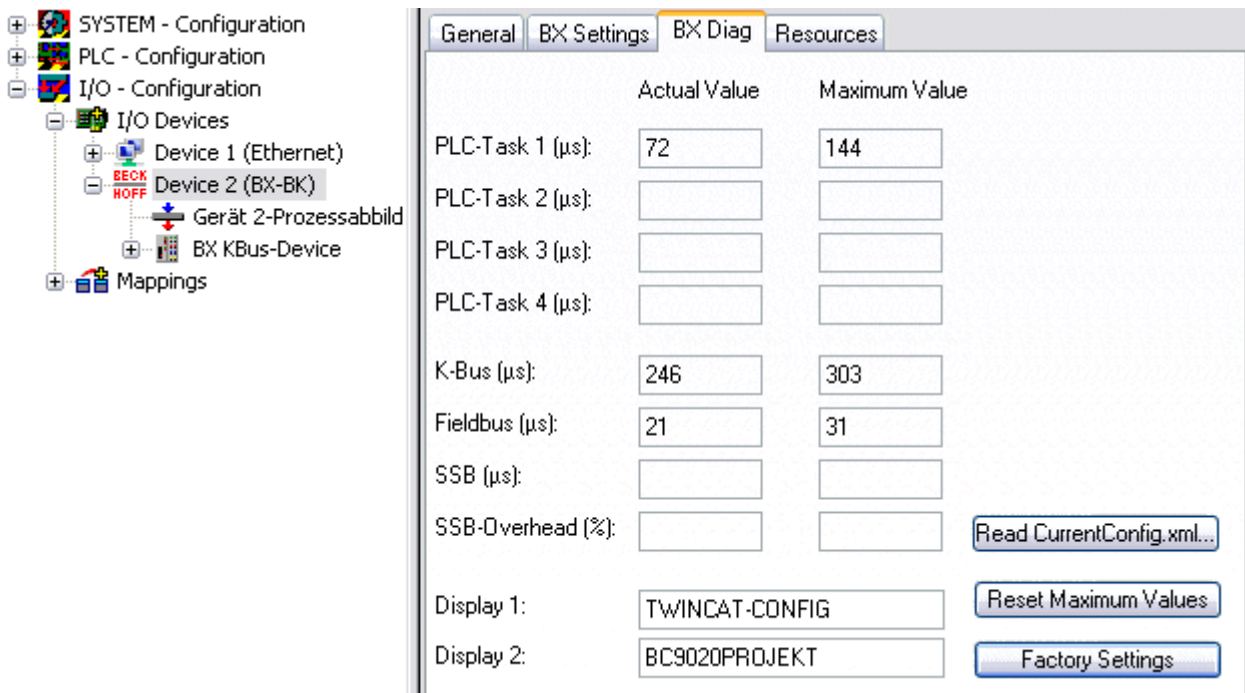 SYSTEM - Configuration
PLC - Configuration
I/O - Configuration
I/O Devices
Device 1 (Ethernet)
BECK
HOFF
Device 2 (BX-BK)
Gerät 2-Prozessabbild
BX KBus-Device
Mappings
General BX Settings BX Diag Resources
Actual Value Maximum Value
PLC-Task 1 (µs): 72 144
PLC-Task 2 (µs):
PLC-Task 3 (µs):
PLC-Task 4 (µs):
K-Bus (µs): 246 303
Fieldbus (µs): 21 31
SSB (µs):
SSB-Overhead (%): Read CurrentConfig.xml...
Display 1: TWINCAT-CONFIG Reset Maximum Values
Display 2: BC9020PROJEKT Factory Settings